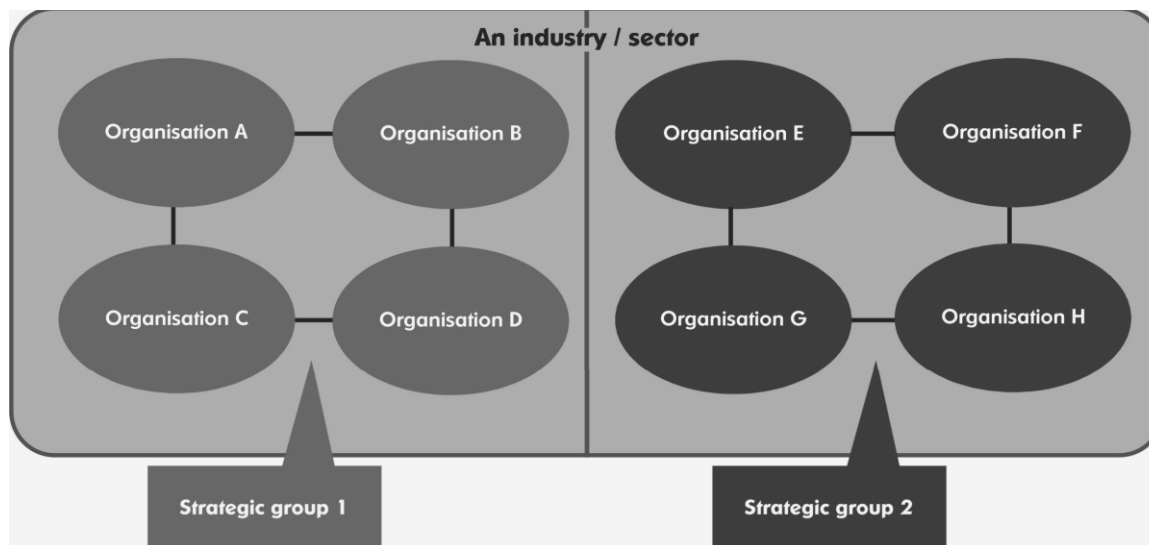 An industry / sector
Organisation A
Organisation B
Organisation E
Organisation F
Organisation C
Organisation D
Organisation G
Organisation H
Strategic group 1
Strategic group 2